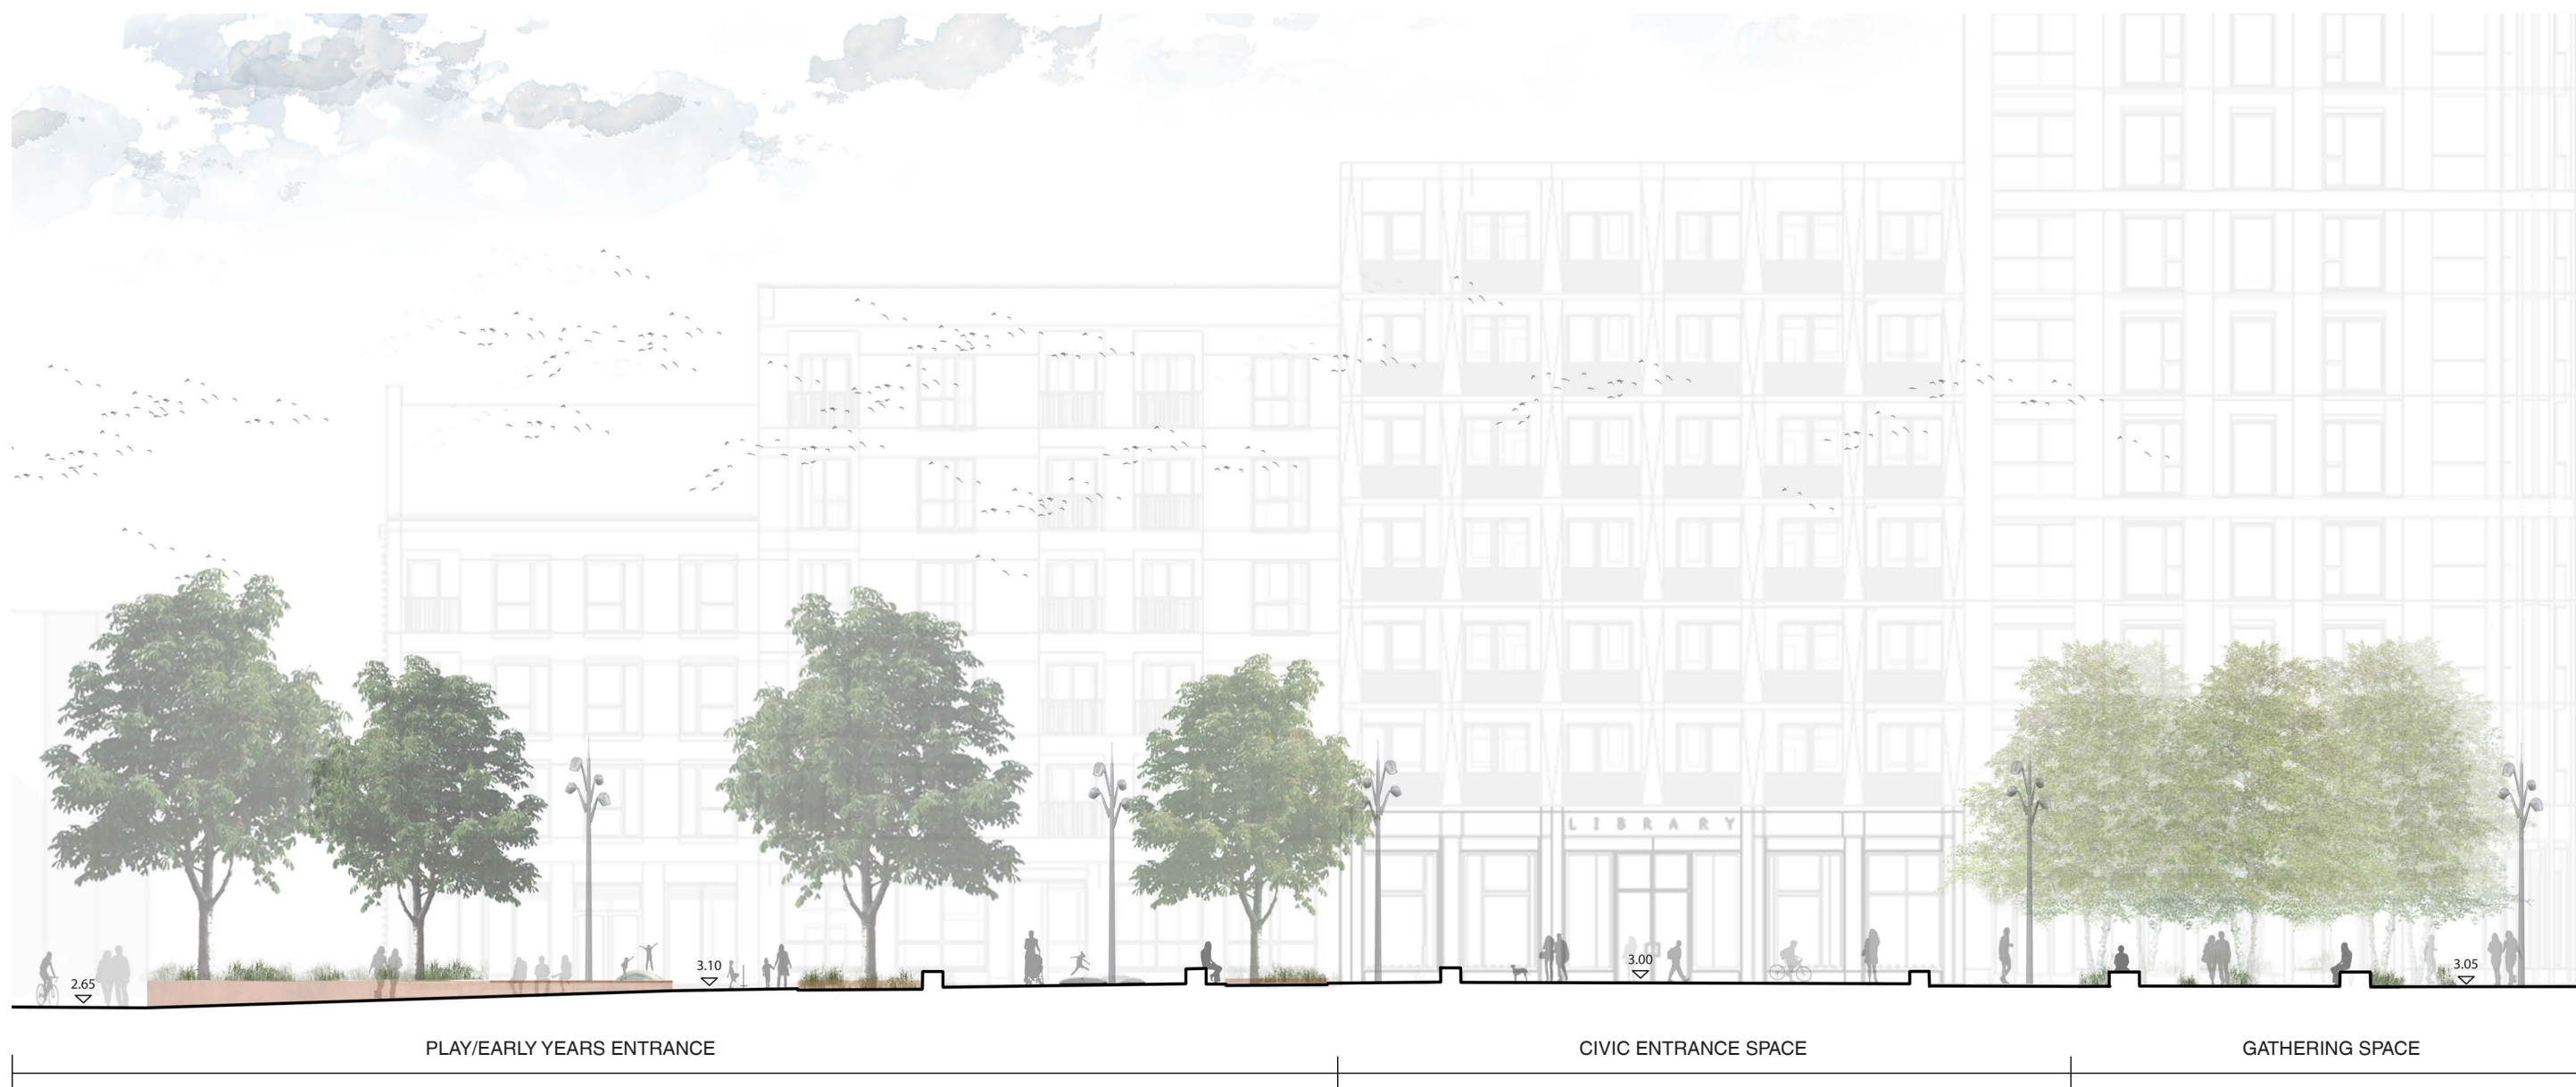 LIBRARY
2.65
3.10
3.00
3.05
PLAY/EARLY YEARS ENTRANCE
CIVIC ENTRANCE SPACE
GATHERING SPACE